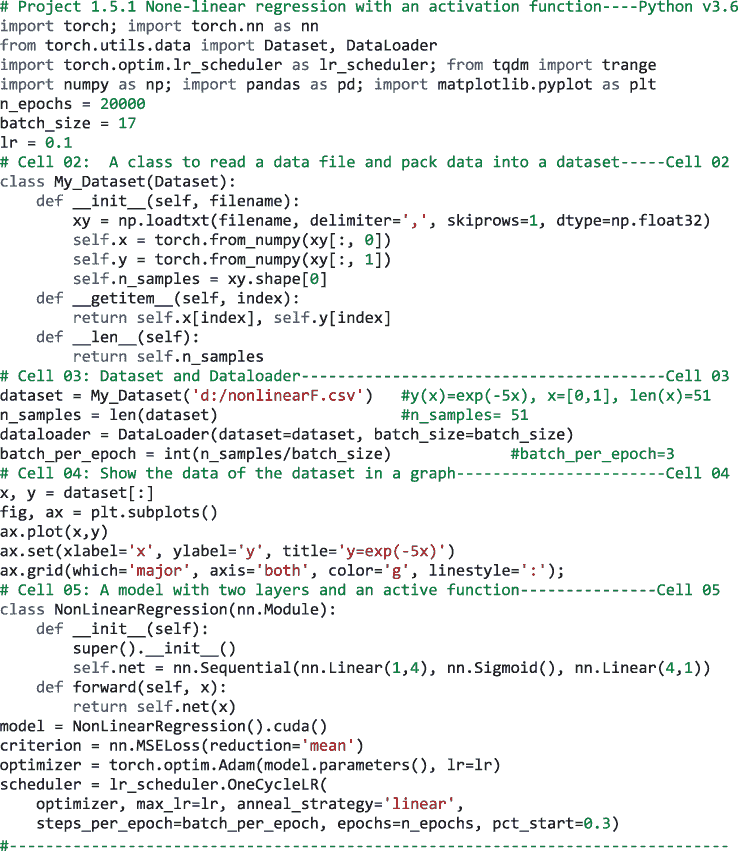 # Project 1.5.1 None-linear regression with an activation function----Python v3.6
import torch; import torch.nn as nn
from torch.utils.data import Dataset, DataLoader
import torch.optim.lr_scheduler as lr_scheduler; from tqdm import trange
import numpy as np; import pandas as pd; import matplotlib.pyplot as plt
n_epochs = 20000
batch_size = 17
lr = 0.1
# Cell 02:  A class to read a data file and pack data into a dataset-----Cell 02
class My_Dataset(Dataset):
    def __init__(self, filename):
        xy = np.loadtxt(filename, delimiter=',', skiprows=1, dtype=np.float32)
        self.x = torch.from_numpy(xy[:, 0])
        self.y = torch.from_numpy(xy[:, 1])
        self.n_samples = xy.shape[0]
    def __getitem__(self, index):
        return self.x[index], self.y[index]
    def __len__(self):
        return self.n_samples
# Cell 03: Dataset and Dataloader----------------------------------------Cell 03
dataset = My_Dataset('d:/nonlinearF.csv')   #y(x)=exp(-5x), x=[0,1], len(x)=51
n_samples = len(dataset)                    #n_samples= 51
dataloader = DataLoader(dataset=dataset, batch_size=batch_size)
batch_per_epoch = int(n_samples/batch_size)             #batch_per_epoch=3
# Cell 04: Show the data of the dataset in a graph-----------------------Cell 04
x, y = dataset[:]
fig, ax = plt.subplots()
ax.plot(x,y)
ax.set(xlabel='x', ylabel='y', title='y=exp(-5x)')
ax.grid(which='major', axis='both', color='g', linestyle=':');
# Cell 05: A model with two layers and an active function---------------Cell 05
class NonLinearRegression(nn.Module):
    def __init__(self):
        super().__init__()
        self.net = nn.Sequential(nn.Linear(1,4), nn.Sigmoid(), nn.Linear(4,1))
    def forward(self, x):
        return self.net(x)
model = NonLinearRegression().cuda()
criterion = nn.MSELoss(reduction='mean')
optimizer = torch.optim.Adam(model.parameters(), lr=lr)
scheduler = lr_scheduler.OneCycleLR(
    optimizer, max_lr=lr, anneal_strategy='linear',
    steps_per_epoch=batch_per_epoch, epochs=n_epochs, pct_start=0.3)
#-------------------------------------------------------------------------------